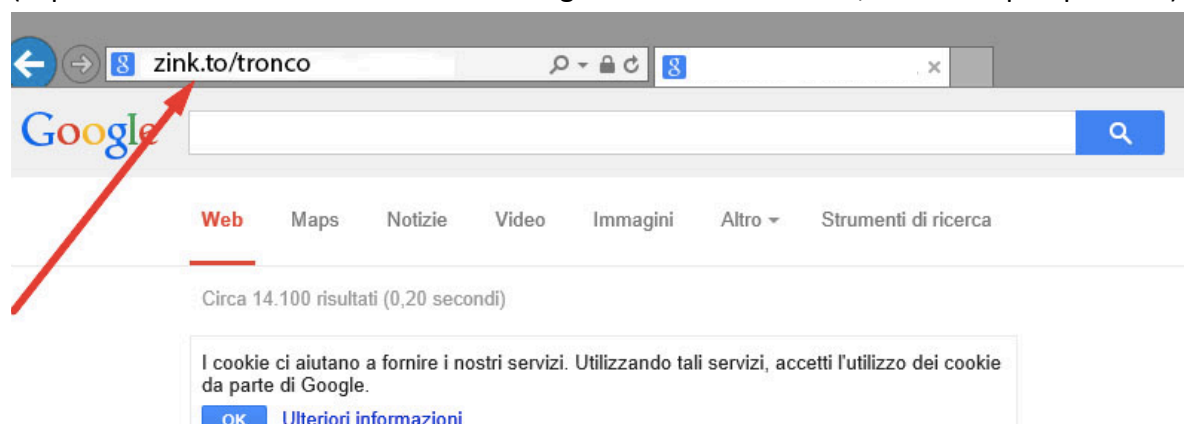 zink.to/tronco
Google
Web Maps Notizie Video Immagini Altro Strumenti di ricerca
Circa 14.100 risultati (0,20 secondi)
I cookie ci aiutano a fornire i nostri servizi. Utilizzando tali servizi, accetti l'utilizzo dei cookie
da parte di Google.
OK Ulteriori informazioni